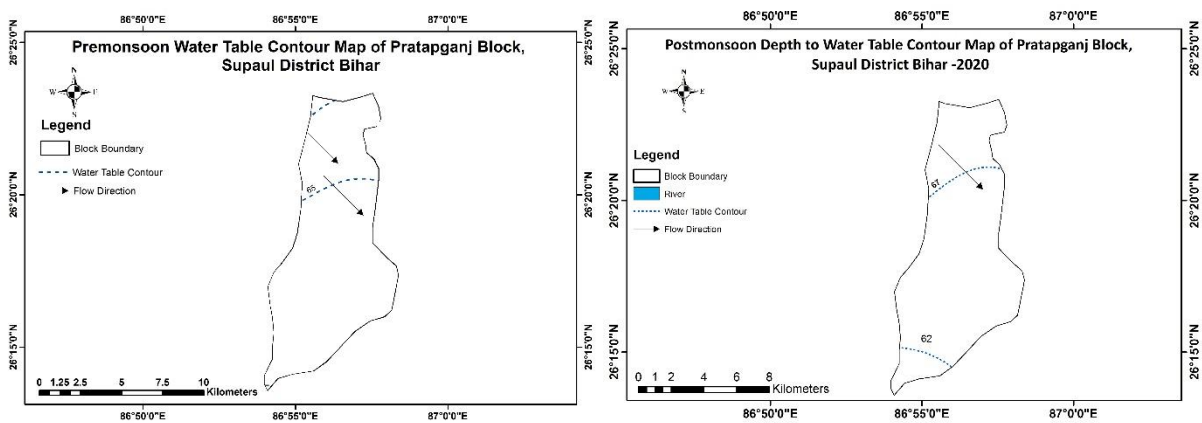 86°50'0"E 86°55'0"E 87°0'0"E
Premonsoon Water Table Contour Map of Pratapganj Block,
Supaul District Bihar
26°25'0"N
26°20'0"N
26°15'0"N
N
W E
S
Legend
Block Boundary
Water Table Contour
Flow Direction
65
0 1.25 2.5 5 7.5 10
Kilometers
26°25'0"N
26°20'0"N
26°15'0"N
86°50'0"E 86°55'0"E 87°0'0"E
86°50'0"E 86°55'0"E 87°0'0"E
Postmonsoon Depth to Water Table Contour Map of Pratapganj Block,
Supaul District Bihar -2020
26°25'0"N
26°20'0"N
26°15'0"N
N
W E
S
Legend
Block Boundary
River
Water Table Contour
Flow Direction
67
62
0 1 2 4 6 8
Kilometers
26°25'0"N
26°20'0"N
26°15'0"N
86°50'0"E 86°55'0"E 87°0'0"E